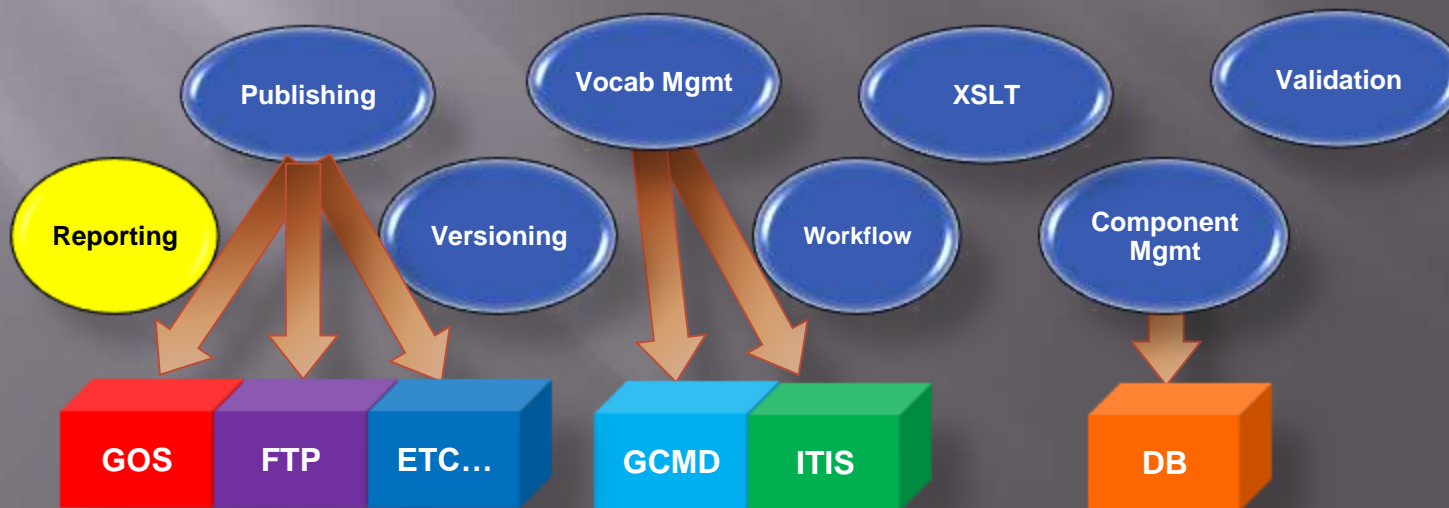 Publishing
Vocab Mgmt
XSLT
Validation
Reporting
Versioning
Workflow
Component
Mgmt
GOS
FTP
ETC…
GCMD
ITIS
DB